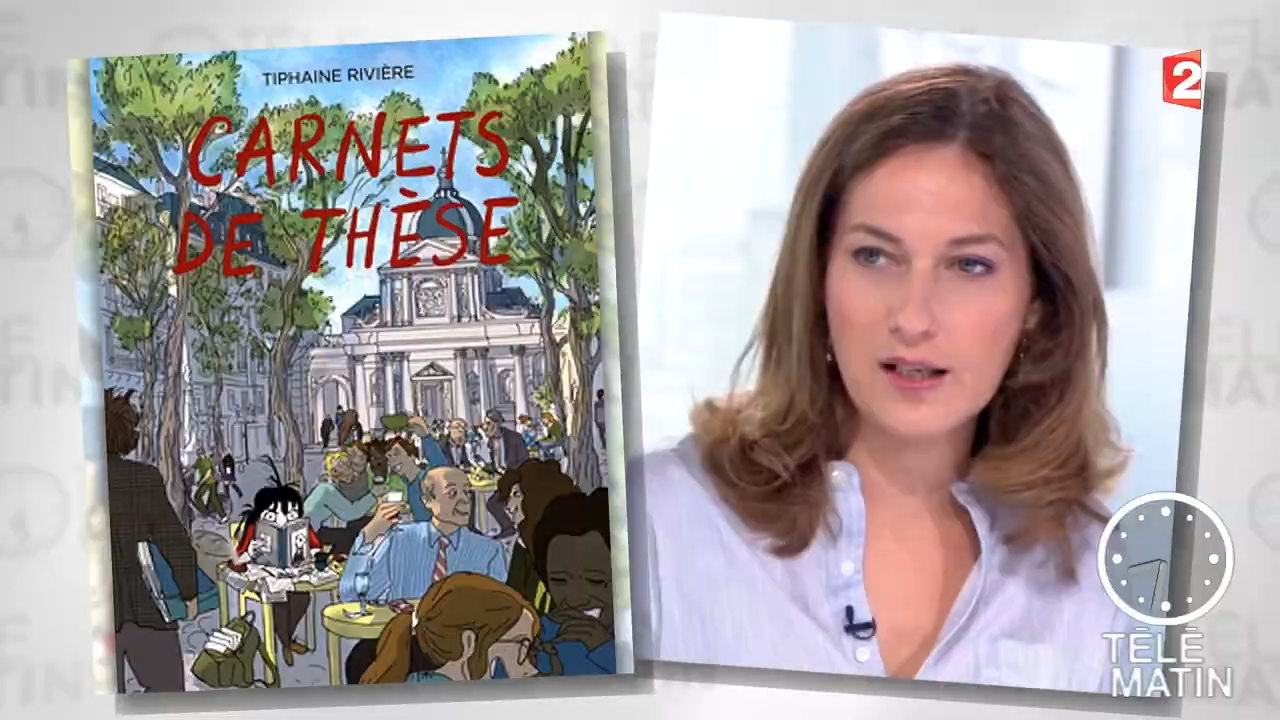 TIPHAINE RIVIÈRE
CARNETS
DE THÈSE
2
TÉLÉ
MATIN